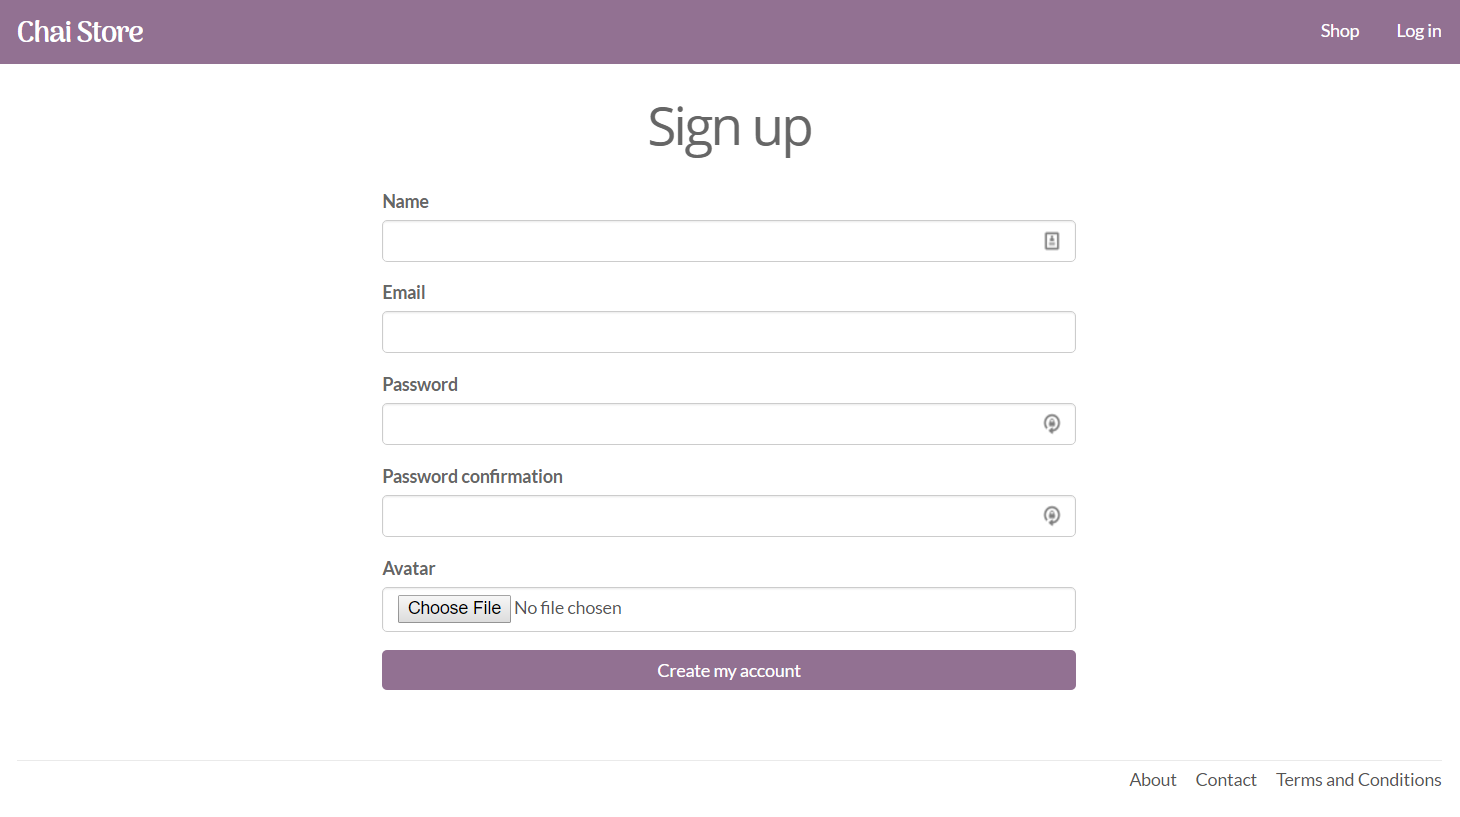 Chai Store
Shop
Log in
Sign up
Name
Email
Password
Password confirmation
Avatar
Choose File No file chosen
Create my account
About Contact Terms and Conditions